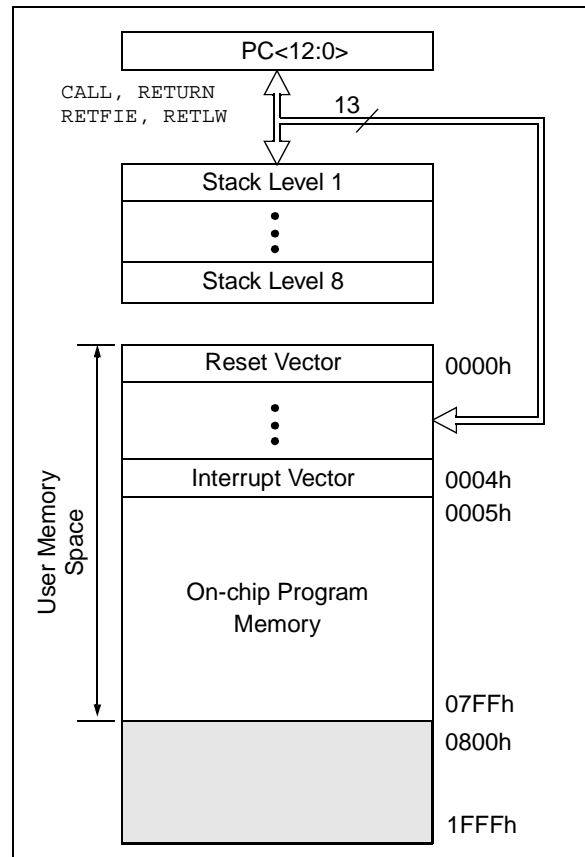 PC<12:0>
CALL, RETURN
RETFIE, RETLW
13
Stack Level 1
Stack Level 8
Reset Vector
0000h
Interrupt Vector
0004h
0005h
User Memory
Space
On-chip Program
Memory
07FFh
0800h
1FFFh